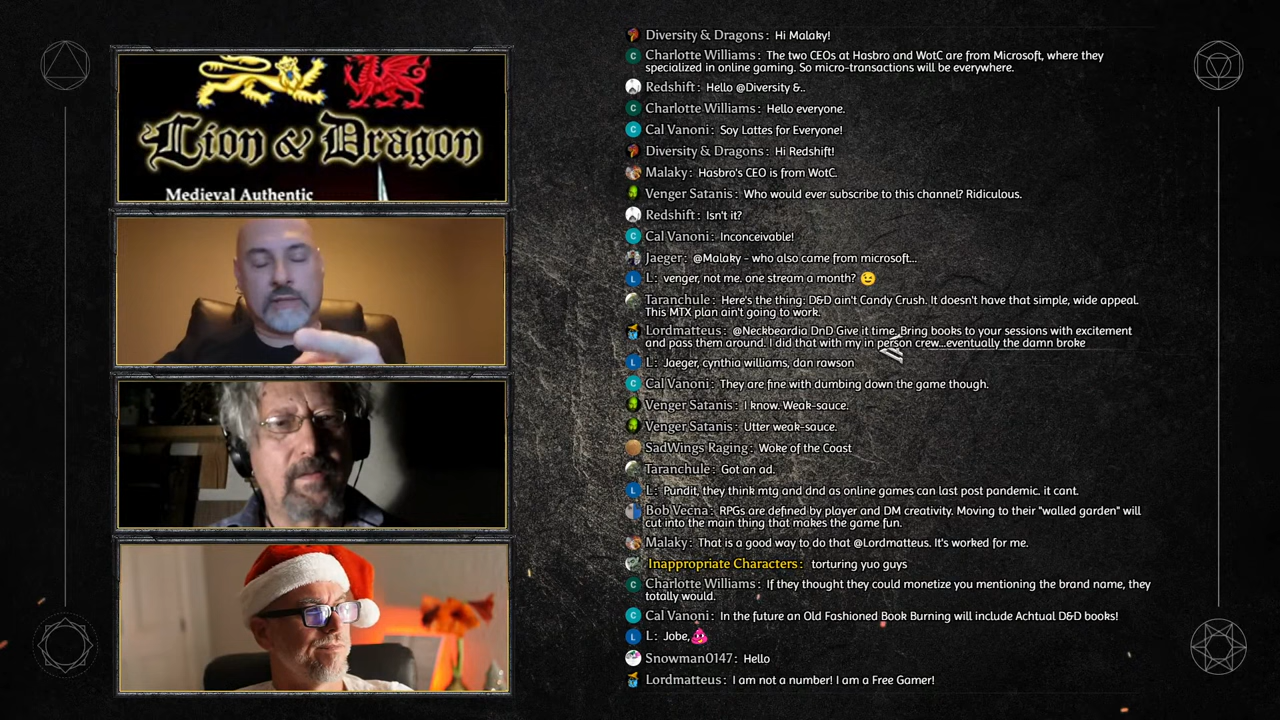 Lion & Dragon
Medieval Authentic
Diversity & Dragons: Hi Malaky!
Charlotte Williams: The two CEOs at Hasbro and WotC are from Microsoft, where they
specialized in online gaming. So micro-transactions will be everywhere.
Redshift: Hello @Diversity &..
Charlotte Williams: Hello everyone.
Cal Vanoni: Soy Lattes for Everyone!
Diversity & Dragons: Hi Redshift!
Malaky: Hasbro's CEO is from WotC.
Venger Satanis: Who would ever subscribe to this channel? Ridiculous.
Redshift: Isn't it?
Cal Vanoni: Inconceivable!
Jaeger: @Malaky - who also came from microsoft...
L: venger, not me. one stream a month? 😉
Taranchule: Here's the thing: D&D ain't Candy Crush. It doesn't have that simple, wide appeal.
This MTX plan ain't going to work.
Lordmatteus: @Neckbeardia DnD Give it time. Bring books to your sessions with excitement
and pass them around. I did that with my in person crew...eventually the damn broke
L: Jaeger, cynthia williams, dan rawson
Cal Vanoni: They are fine with dumbing down the game though.
Venger Satanis: I know. Weak-sauce.
Venger Satanis: Utter weak-sauce.
SadWings Raging: Woke of the Coast
Taranchule: Got an ad.
L: Pundit, they think mtg and dnd as online games can last post pandemic. it cant.
Bob Vecna: RPGs are defined by player and DM creativity. Moving to their "walled garden" will
cut into the main thing that makes the game fun.
Malaky: That is a good way to do that @Lordmatteus. It's worked for me.
Inappropriate Characters: torturing yuo guys
Charlotte Williams: If they thought they could monetize you mentioning the brand name, they
totally would.
Cal Vanoni: In the future an Old Fashioned Book Burning will include Achtual D&D books!
L: Jobe,💩
Snowman0147: Hello
Lordmatteus: I am not a number! I am a Free Gamer!